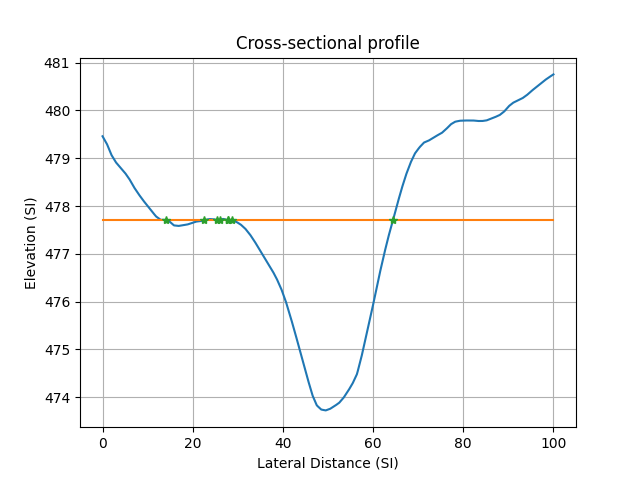 Cross-sectional profile
481
480
479
478
477
476
475
474
Elevation (SI)
0 20 40 60 80 100
Lateral Distance (SI)